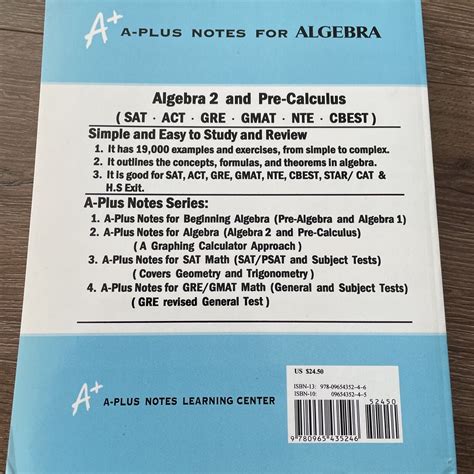 A+ A-PLUS NOTES FOR ALGEBRA
Algebra 2 and Pre-Calculus
( SAT · ACT · GRE · GMAT · NTE · CBEST )
Simple and Easy to Study and Review
1. It has 19,000 examples and exercises, from simple to complex.
2. It outlines the concepts, formulas, and theorems in algebra.
3. It is good for SAT, ACT, GRE, GMAT, NTE, CBEST, STAR/ CAT &
H.S Exit.
A-Plus Notes Series:
1. A-Plus Notes for Beginning Algebra (Pre-Algebra and Algebra 1)
2. A-Plus Notes for Algebra (Algebra 2 and Pre-Calculus)
( A Graphing Calculator Approach )
3. A-Plus Notes for SAT Math (SAT/PSAT and Subject Tests)
( Covers Geometry and Trigonometry )
4. A-Plus Notes for GRE/GMAT Math (General and Subject Tests)
( GRE revised General Test )
US $24.50
ISBN-13: 978-09654352-4-6
ISBN-10: 09654352-4-5
52450
9 780965 435246
A+ A-PLUS NOTES LEARNING CENTER